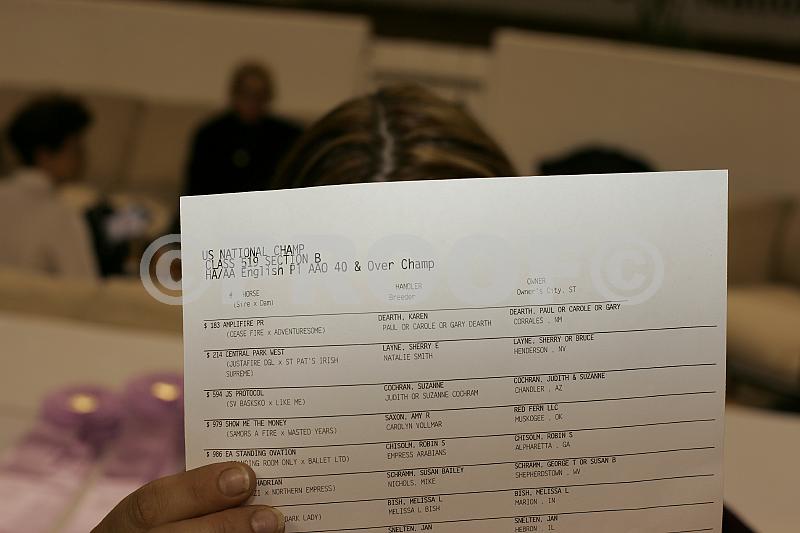 US NATIONAL CHAMP
CLASS 519 SECTION B
HA/AA English Pl AAO 40 & Over Champ
# HORSE HANDLER OWNER
(Sire x Dam) Breeder Owner's City, ST
$ 183 AMPLIFIRE PR DEARTH, KAREN DEARTH, PAUL OR CAROLE OR GARY
(CEASE FIRE x ADVENTURESOME) PAUL OR CAROLE OR GARY DEARTH CORRALES , NM
$ 214 CENTRAL PARK WEST LAYNE, SHERRY E LAYNE, SHERRY OR BRUCE
(JUSTAFIRE DGL x ST PAT'S IRISH NATALIE SMITH HENDERSON , NV
SUPREME)
$ 594 JS PROTOCOL COCHRAN, SUZANNE COCHRAN, JUDITH & SUZANNE
(SV BASKSKO x LIKE ME) JUDITH OR SUZANNE COCHRAM CHANDLER , AZ
$ 979 SHOW ME THE MONEY SAXON, AMY R RED FERN LLC
(SAMORS A FIRE x WASTED YEARS) CAROLYN VOLLMAR MUSKOGEE , OK
$ 986 EA STANDING OVATION CHISOLM, ROBIN S CHISOLM, ROBIN S
DING ROOM ONLY x BALLET LTD) EMPRESS ARABIANS ALPHARETTA , GA
HADRIAN SCHRAMM, SUSAN BAILEY SCHRAMM, GEORGE T OR SUSAN B
21 x NORTHERN EMPRESS) NICHOLS, MIKE SHEPHERDSTOWN , WV
BISH, MELISSA L BISH, MELISSA L
DARK LADY) MELISSA L BISH MARION , IN
SNELTEN, JAN SNELTEN, JAN
HEBRON , IL